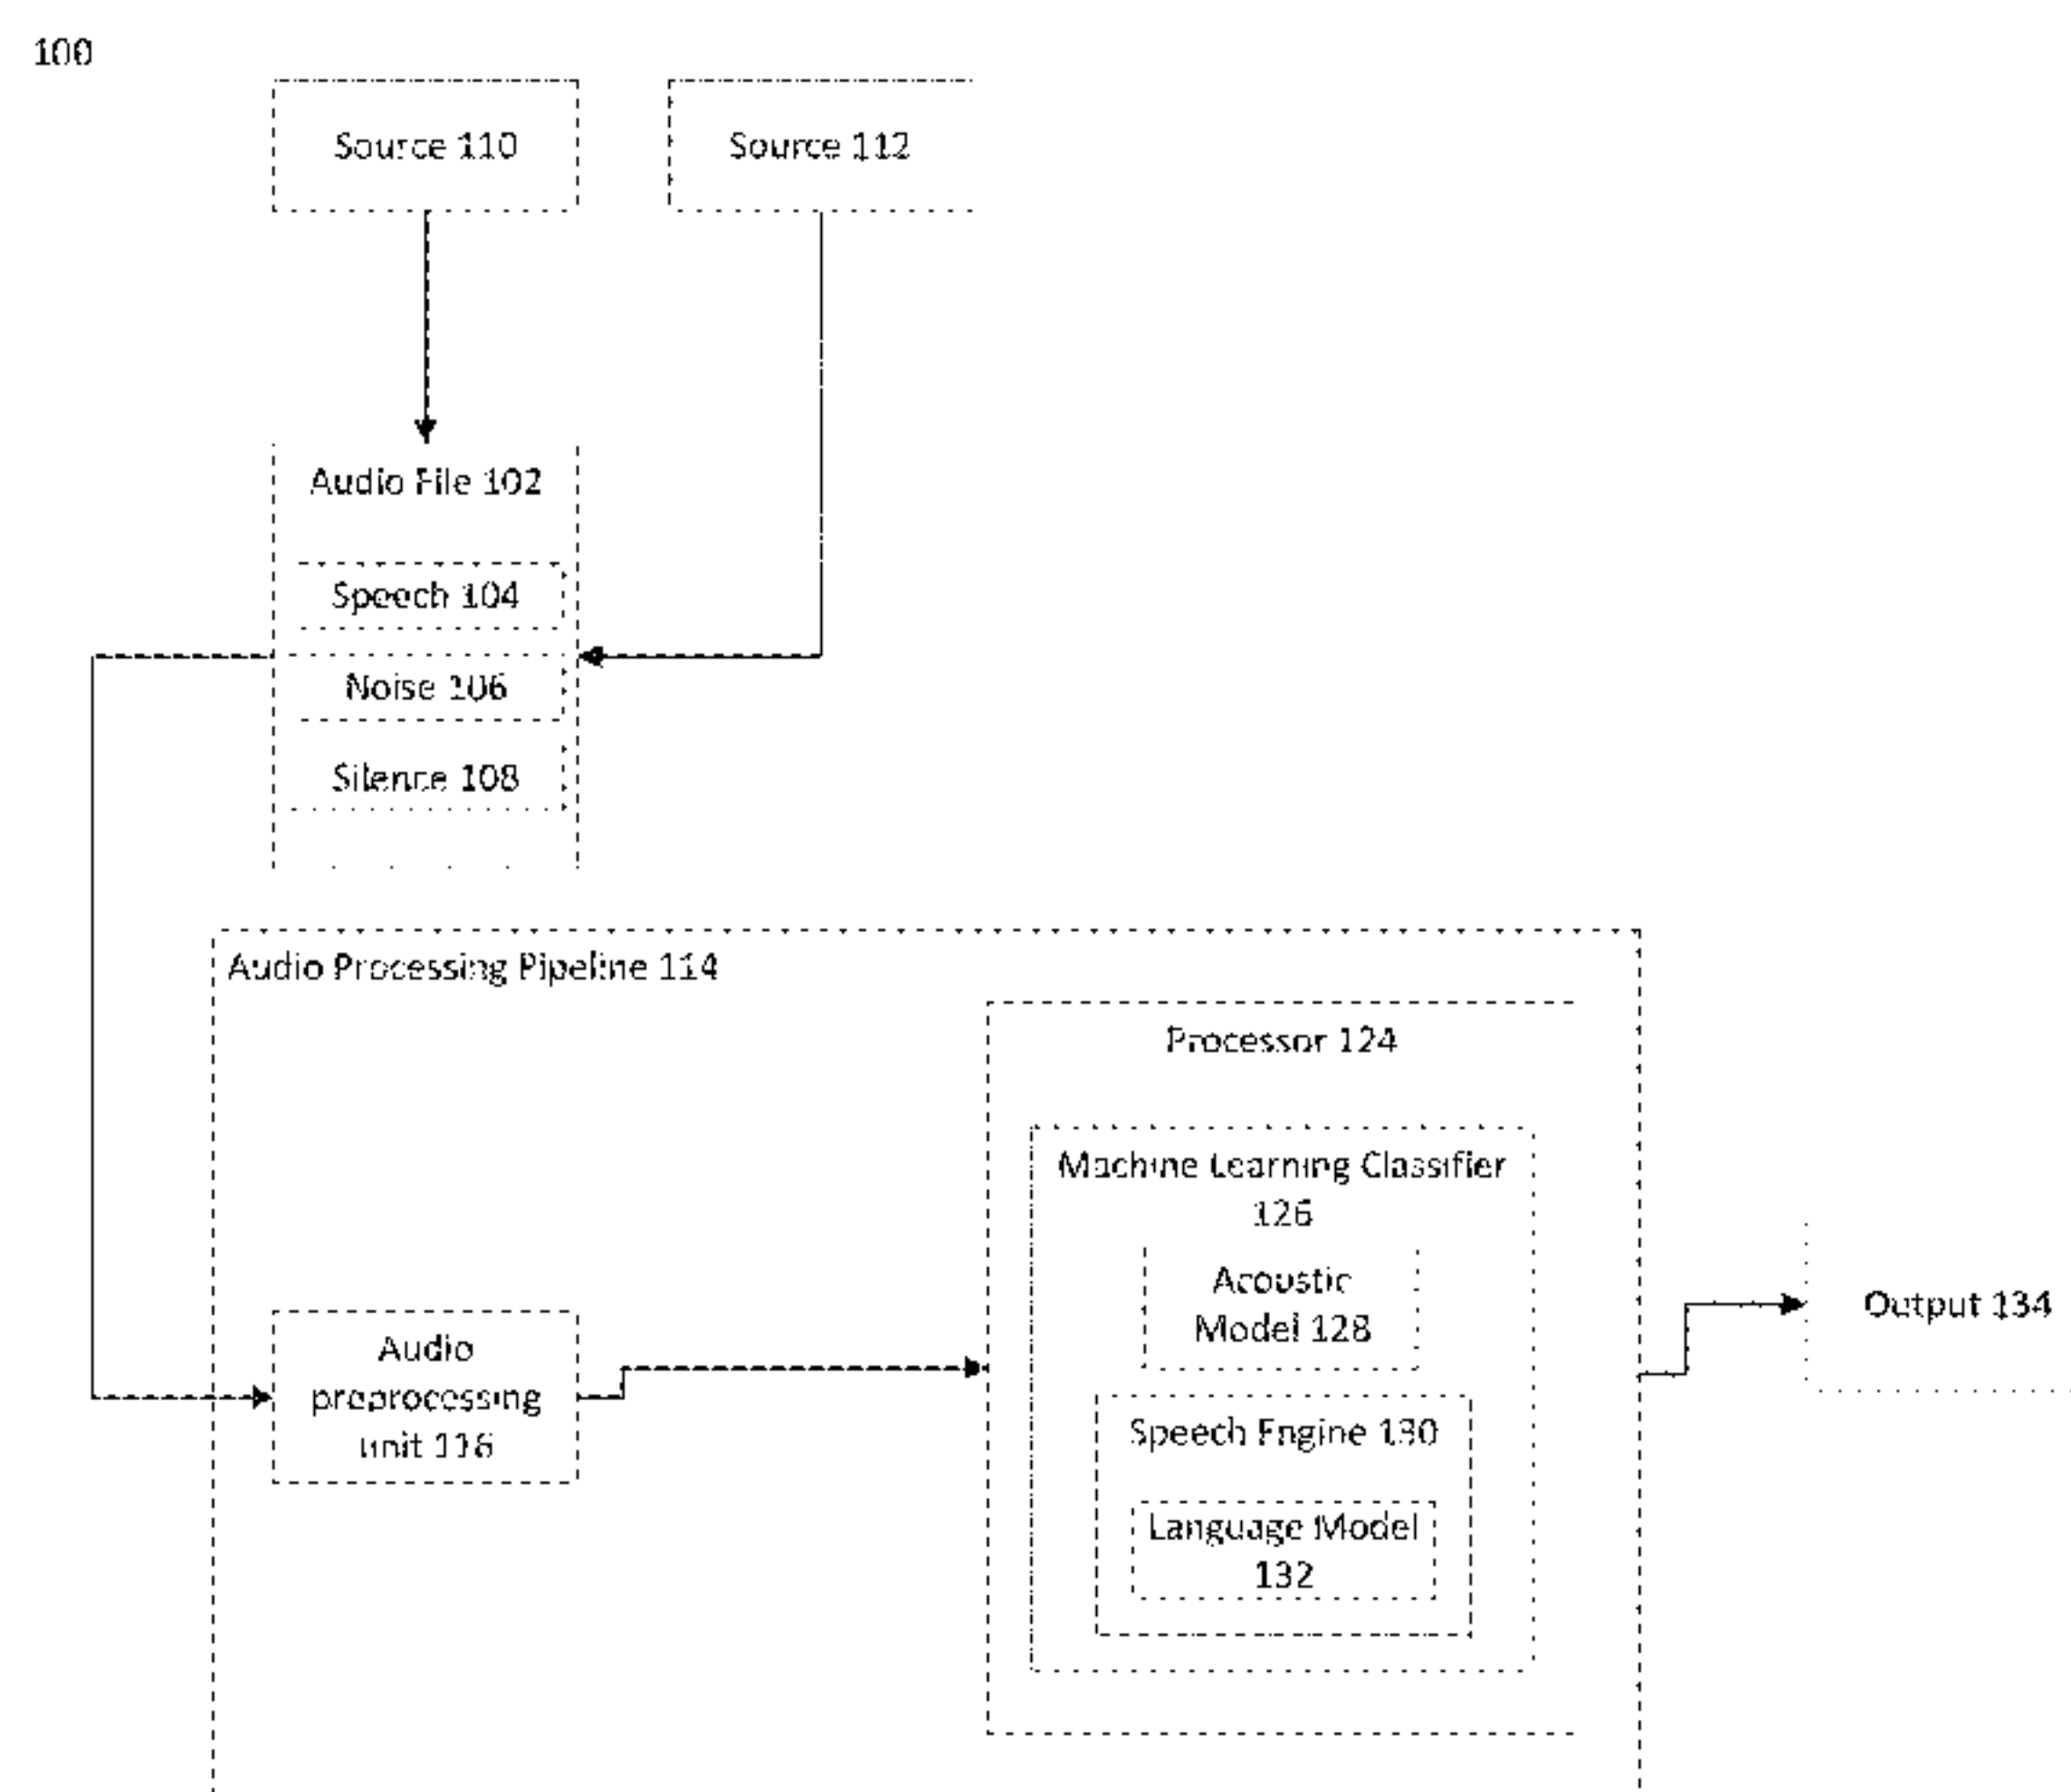 100
Source 110
Source 112
Audio File 102
Speech 104
Noise 106
Silence 108
Audio Processing Pipeline 114
Processor 124
Machine Learning Classifier
126
Acoustic
Model 128
Audio
preprocessing
unit 116
Speech Engine 130
Language Model
132
Output 134